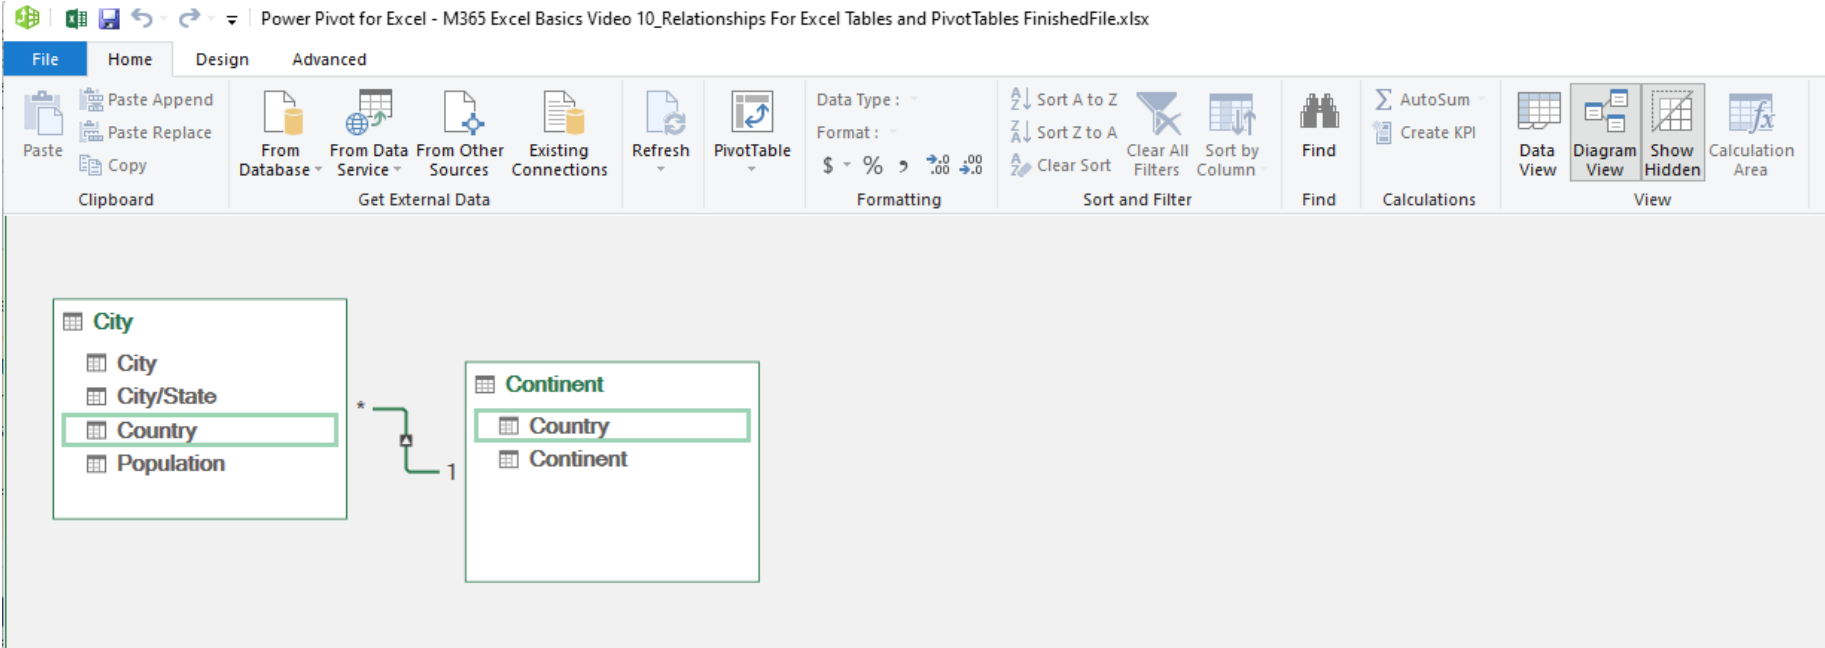 Power Pivot for Excel - M365 Excel Basics Video 10_Relationships For Excel Tables and PivotTables FinishedFile.xlsx
File Home Design Advanced
Paste
Paste Append
Paste Replace
Copy
Clipboard
From Database
From Data Service
From Other Sources
Existing Connections
Get External Data
Refresh
PivotTable
Data Type :
Format :
$ % , .0 .00 .00 .0
Formatting
Sort A to Z
Sort Z to A
Clear Sort
Clear All Filters
Sort by Column
Sort and Filter
Find
Find
AutoSum
Create KPI
Calculations
Data View
Diagram View
Show Hidden
Calculation Area
View
City
City
City/State
Country
Population
* 1
Continent
Country
Continent